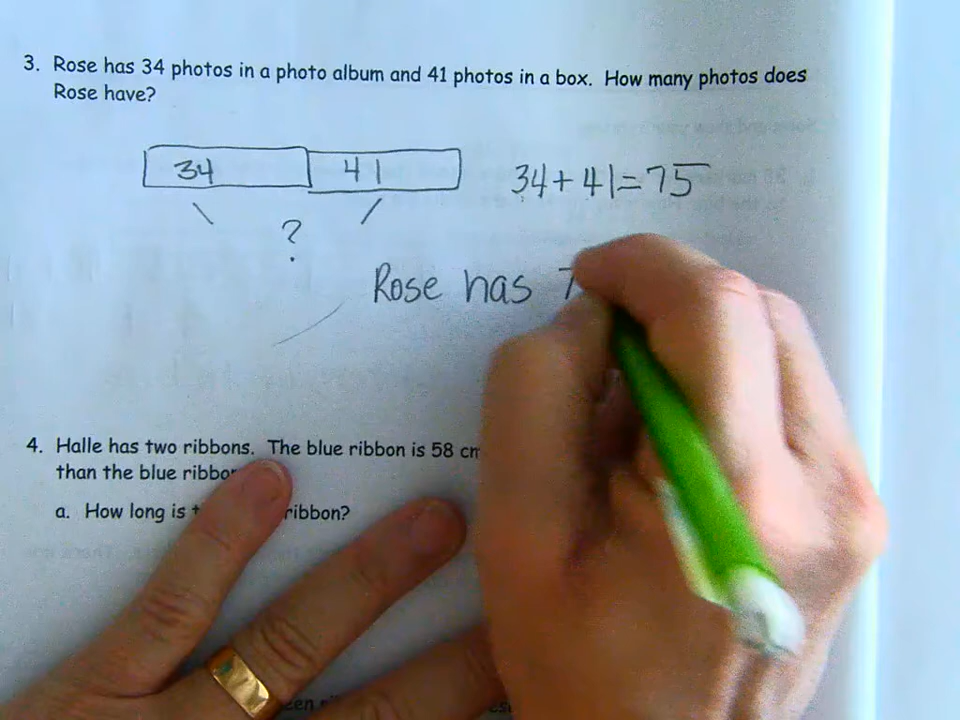 3. Rose has 34 photos in a photo album and 41 photos in a box. How many photos does
Rose have?
34 41 34+41=75
?
Rose has 7
4. Halle has two ribbons. The blue ribbon is 58 cm
than the blue
a. How long is ribbon?